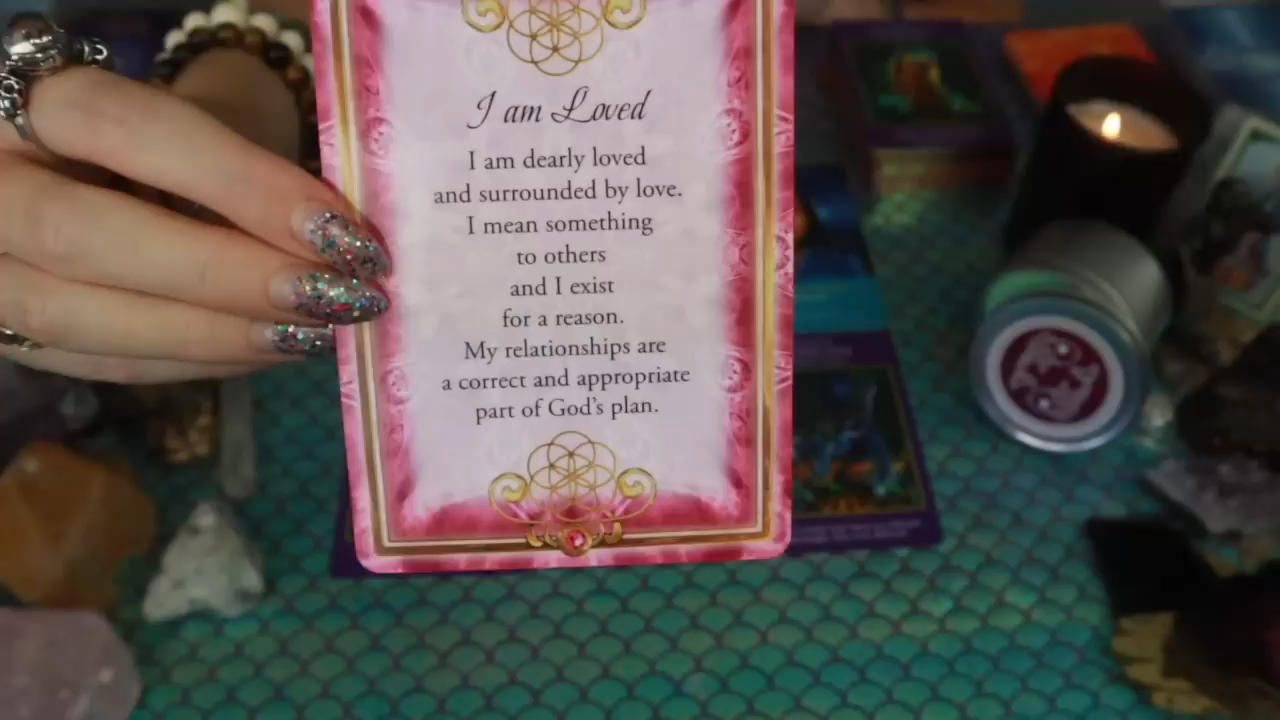 I am Loved
I am dearly loved
and surrounded by love.
I mean something
to others
and I exist
for a reason.
My relationships are
a correct and appropriate
part of God's plan.